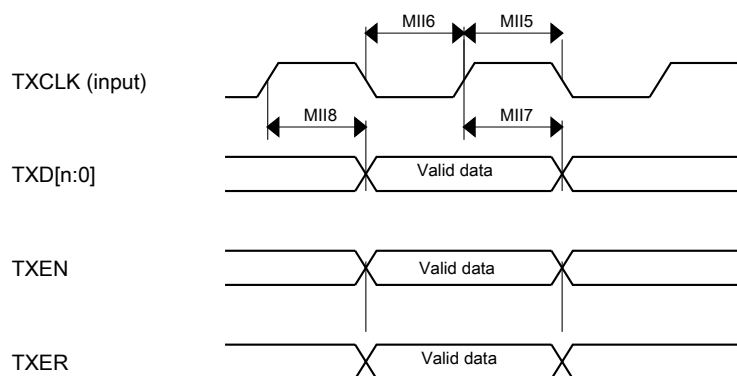 MII6 MII5
TXCLK (input)
MII8 MII7
TXD[n:0] Valid data
TXEN Valid data
TXER Valid data